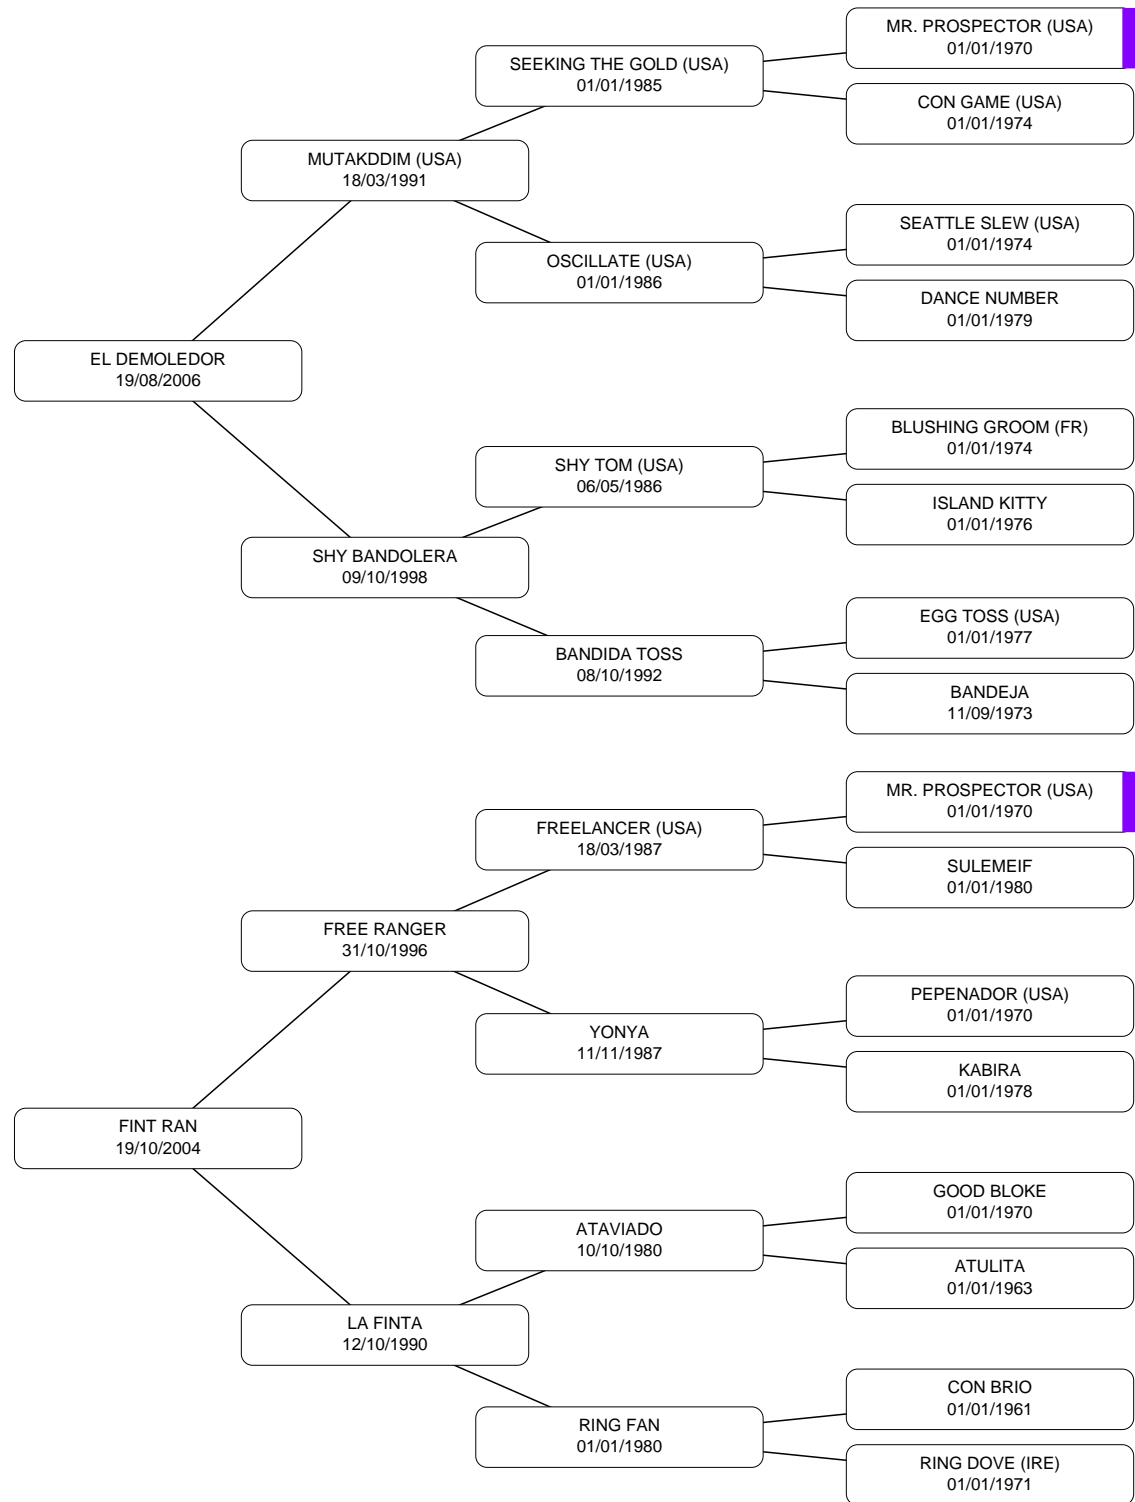 MR. PROSPECTOR (USA)
01/01/1970
SEEKING THE GOLD (USA)
01/01/1985
CON GAME (USA)
01/01/1974
MUTAKDDIM (USA)
18/03/1991
SEATTLE SLEW (USA)
01/01/1974
OSCILLATE (USA)
01/01/1986
DANCE NUMBER
01/01/1979
EL DEMOLEDOR
19/08/2006
BLUSHING GROOM (FR)
01/01/1974
SHY TOM (USA)
06/05/1986
ISLAND KITTY
01/01/1976
SHY BANDOLERA
09/10/1998
EGG TOSS (USA)
01/01/1977
BANDIDA TOSS
08/10/1992
BANDEJA
11/09/1973
MR. PROSPECTOR (USA)
01/01/1970
FREELANCER (USA)
18/03/1987
SULEMEIF
01/01/1980
FREE RANGER
31/10/1996
PEPENADOR (USA)
01/01/1970
YONYA
11/11/1987
KABIRA
01/01/1978
FINT RAN
19/10/2004
GOOD BLOKE
01/01/1970
ATAVIADO
10/10/1980
ATULITA
01/01/1963
LA FINTA
12/10/1990
CON BRIO
01/01/1961
RING FAN
01/01/1980
RING DOVE (IRE)
01/01/1971